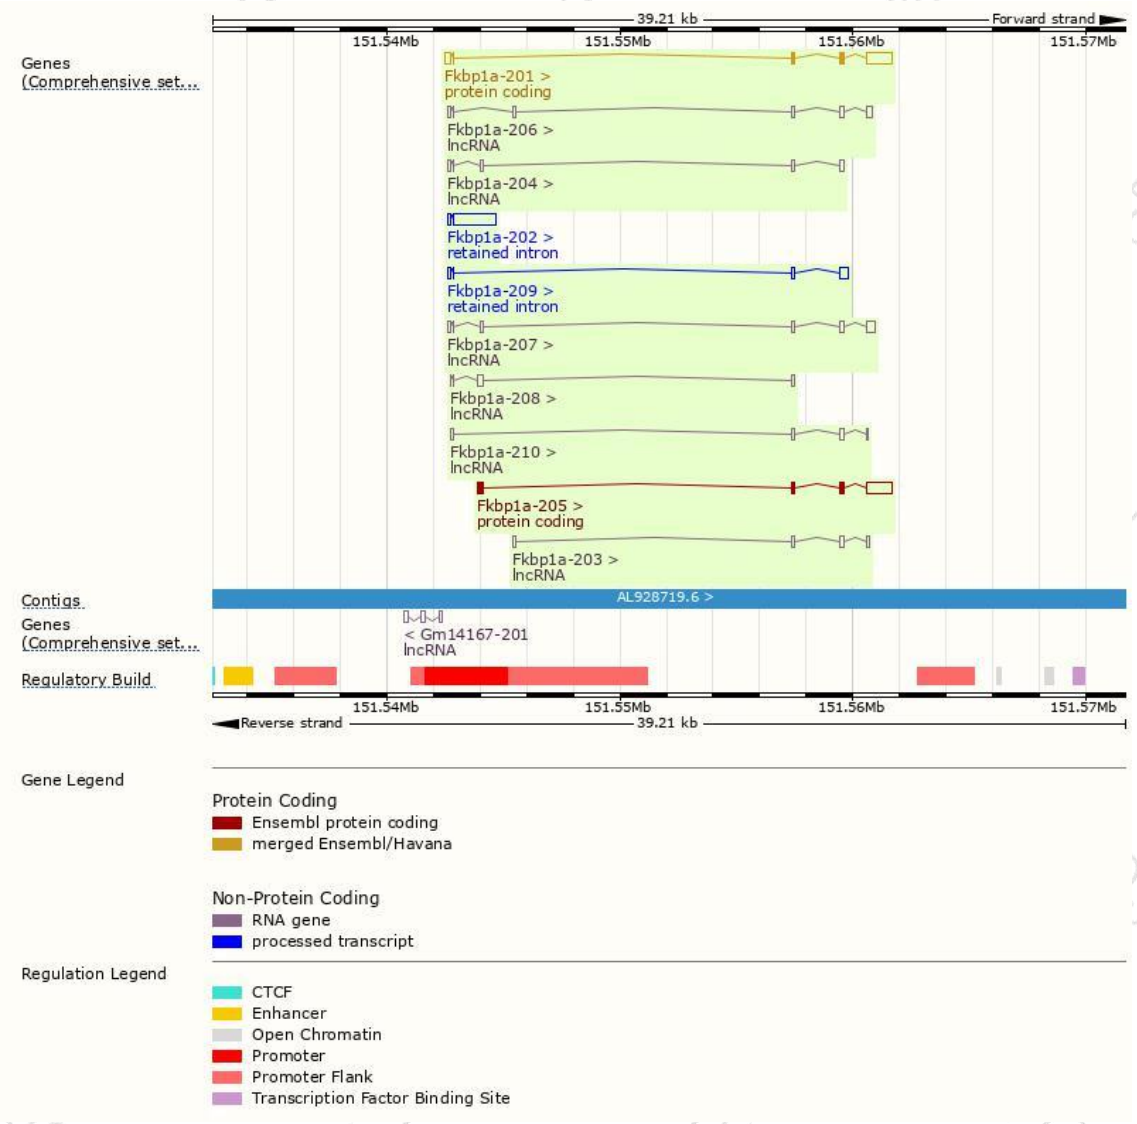 39.21 kb Forward strand
151.54Mb 151.55Mb 151.56Mb 151.57Mb
Genes
(Comprehensive set...
Fkbp1a-201 >
protein coding
Fkbp1a-206 >
lncRNA
Fkbp1a-204 >
lncRNA
Fkbp1a-202 >
retained intron
Fkbp1a-209 >
retained intron
Fkbp1a-207 >
lncRNA
Fkbp1a-208 >
lncRNA
Fkbp1a-210 >
lncRNA
Fkbp1a-205 >
protein coding
Fkbp1a-203 >
lncRNA
Contigs
AL928719.6 >
Genes
(Comprehensive set...
< Gm14167-201
lncRNA
Regulatory Build
151.54Mb 151.55Mb 151.56Mb 151.57Mb
Reverse strand 39.21 kb
Gene Legend
Protein Coding
Ensembl protein coding
merged Ensembl/Havana
Non-Protein Coding
RNA gene
processed transcript
Regulation Legend
CTCF
Enhancer
Open Chromatin
Promoter
Promoter Flank
Transcription Factor Binding Site